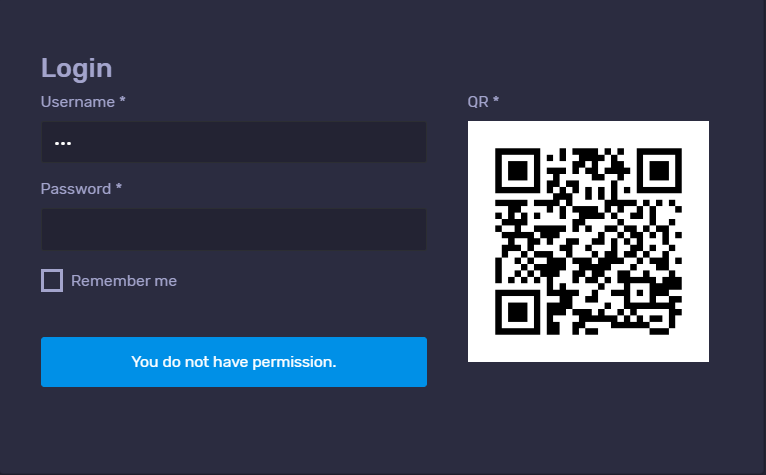 Login
Username *
QR *
•••
Password *
Remember me
You do not have permission.